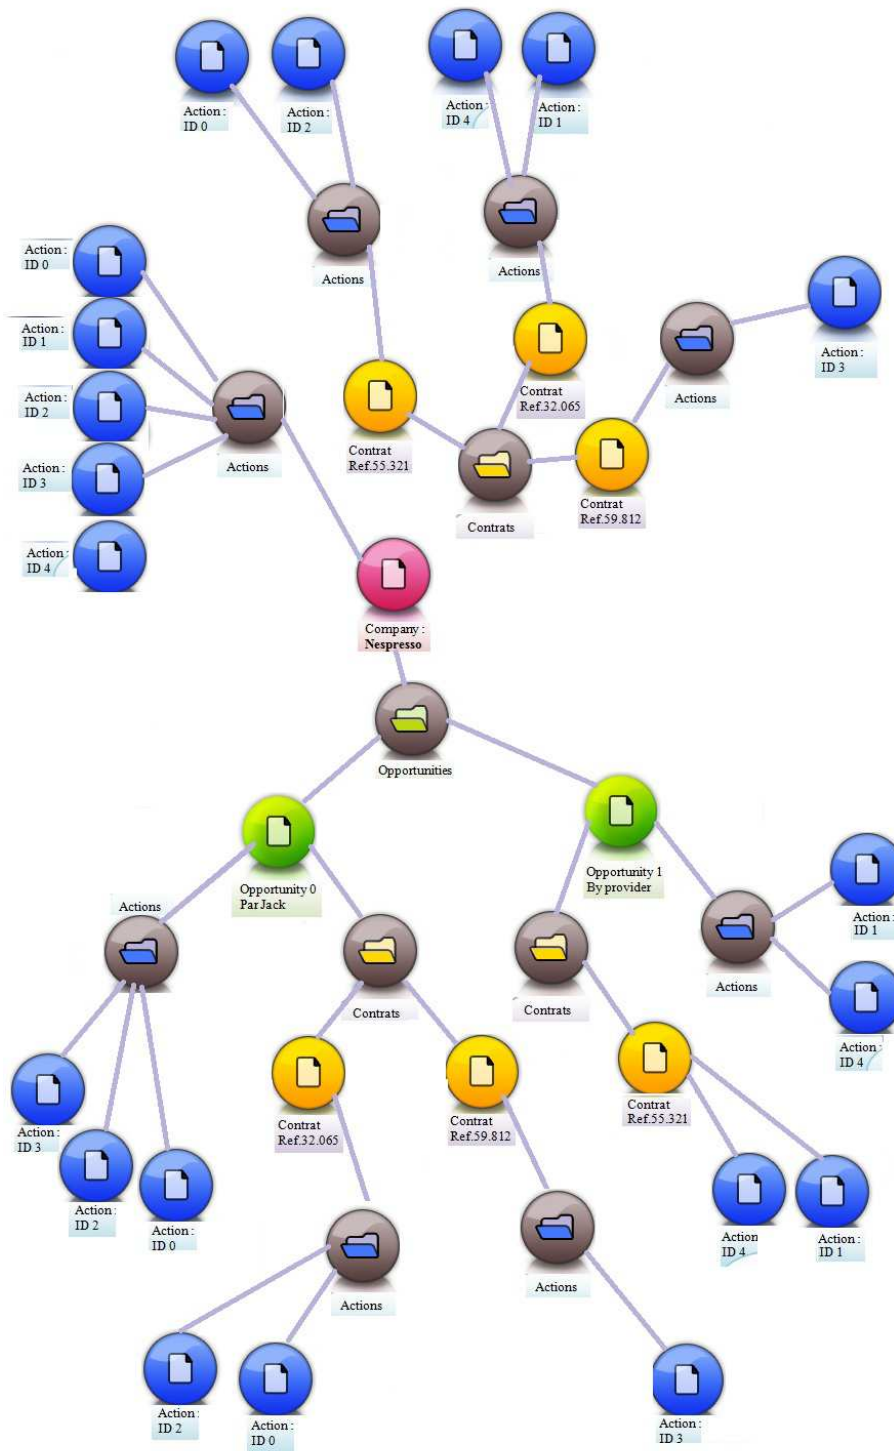 Action :
ID 0
Action :
ID 2
Action :
ID 4
Action :
ID 1
Actions
Actions
Action :
ID 0
Action :
ID 1
Action :
ID 2
Action :
ID 3
Action :
ID 4
Actions
Contrat
Ref.55.321
Contrat
Ref.32.065
Actions
Action :
ID 3
Contrats
Contrat
Ref.59.812
Company :
Nespresso
Opportunities
Opportunity 0
Par Jack
Opportunity 1
By provider
Actions
Contrats
Contrats
Actions
Action :
ID 1
Action :
ID 4
Contrat
Ref.32.065
Contrat
Ref.59.812
Contrat
Ref.55.321
Action :
ID 3
Action :
ID 2
Action :
ID 0
Action
ID 4
Action :
ID 1
Actions
Actions
Action :
ID 2
Action :
ID 0
Action :
ID 3